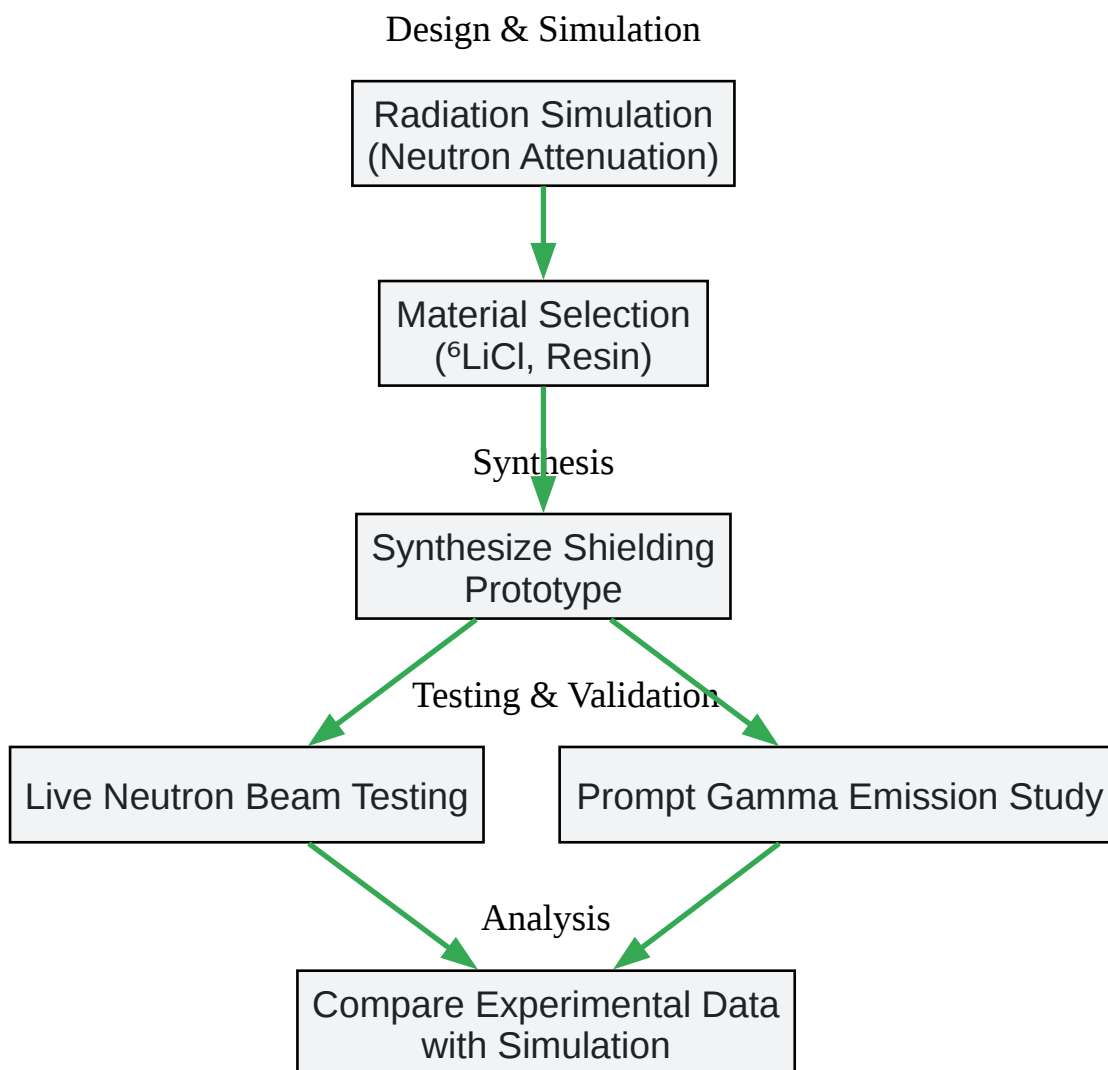 Design & Simulation
Radiation Simulation
(Neutron Attenuation)
Material Selection
(⁶LiCl, Resin)
Synthesis
Synthesize Shielding
Prototype
Testing & Validation
Live Neutron Beam Testing
Prompt Gamma Emission Study
Analysis
Compare Experimental Data
with Simulation